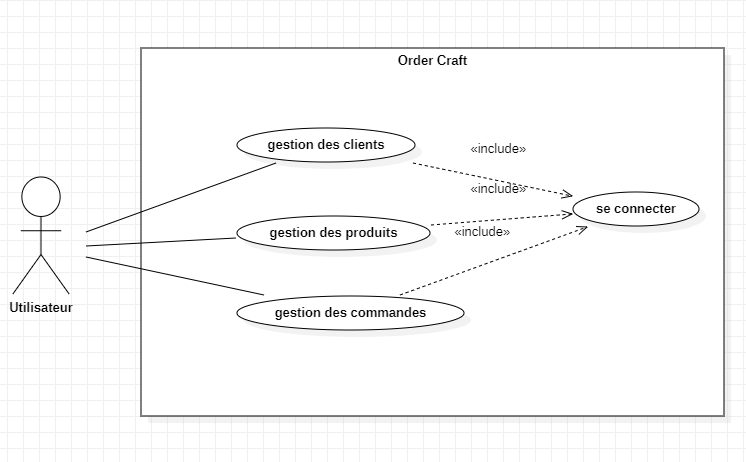 Order Craft
gestion des clients
«include»
«include»
se connecter
gestion des produits
«include»
Utilisateur
gestion des commandes